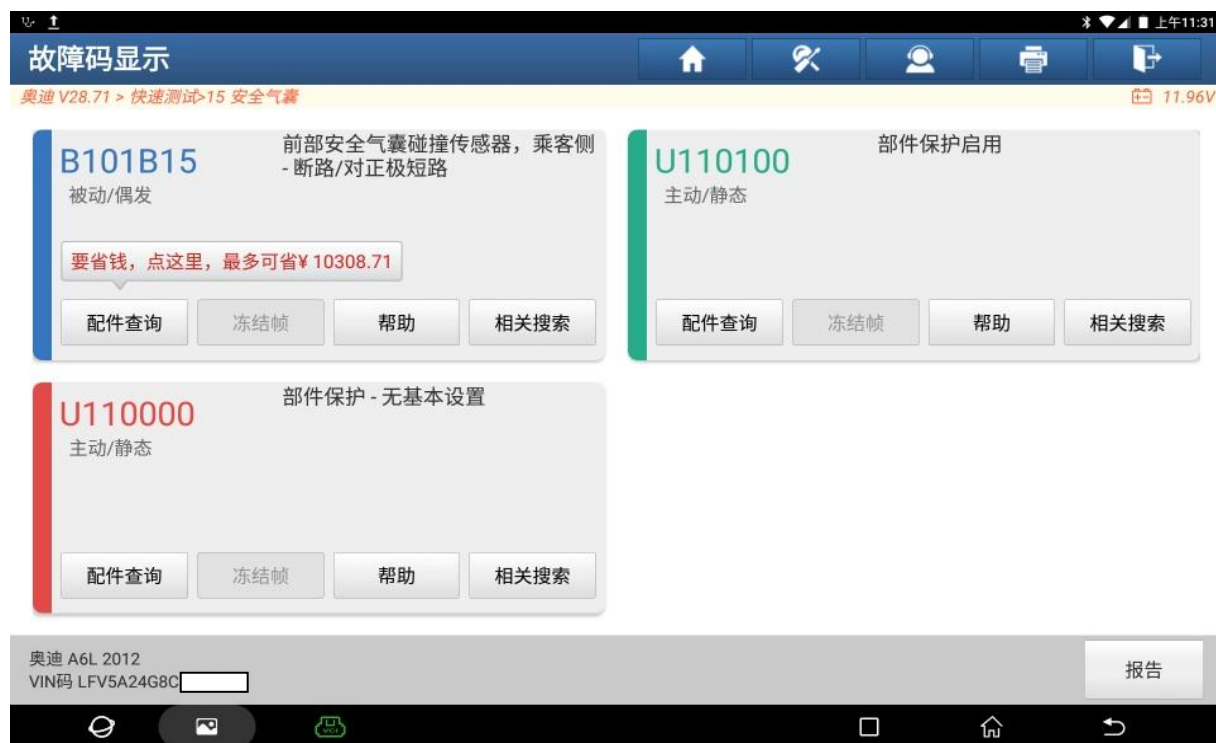 上午11:31
故障码显示
奥迪 V28.71 > 快速测试>15 安全气囊
11.96V
B101B15
前部安全气囊碰撞传感器，乘客侧
- 断路/对正极短路
被动/偶发
要省钱，点这里，最多可省¥ 10308.71
配件查询
冻结帧
帮助
相关搜索
U110100
部件保护启用
主动/静态
配件查询
冻结帧
帮助
相关搜索
U110000
部件保护 - 无基本设置
主动/静态
配件查询
冻结帧
帮助
相关搜索
奥迪 A6L 2012
VIN码 LFV5A24G8C
报告
VCI